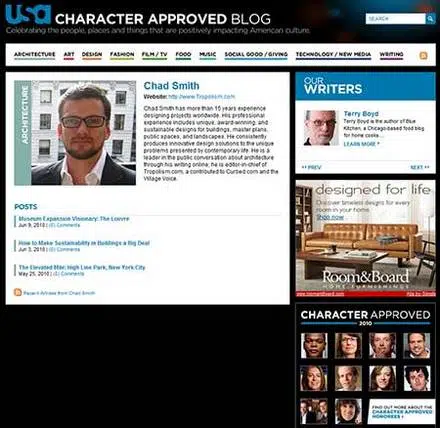 usa CHARACTER APPROVED BLOG
Celebrating the people, places and things that are positively impacting American culture.
SEARCH
ARCHITECTURE ART DESIGN FASHION FILM / TV FOOD MUSIC SOCIAL GOOD / GIVING TECHNOLOGY / NEW MEDIA WRITING
ARCHITECTURE
Chad Smith
Website: http://www.Tropolism.com
Chad Smith has more than 15 years experience
designing projects worldwide. His professional
experience includes unique, award-winning, and
sustainable designs for buildings, master plans,
public spaces, and landscapes. He consistently
produces innovative design solutions to the unique
problems presented by contemporary life. He is a
leader in the public conversation about architecture
through his writing online; he is editor-in-chief of
Tropolism.com, a contributed to Curbed.com and the
Village Voice.
POSTS
Museum Expansion Visionary: The Louvre
Jun 9, 2010 | (0) Comments
How to Make Sustainability in Buildings a Big Deal
Jun 3, 2010 | (0) Comments
The Elevated Elite: High Line Park, New York City
May 25, 2010 | (0) Comments
Recent Articles from Chad Smith
OUR
WRITERS
Terry Boyd
Terry Boyd is the author of Blue
Kitchen, a Chicago-based food blog
for home cooks...
LEARN MORE
PREV
NEXT
designed for life
Discover timeless designs for every
room in your home.
Shop now
Room&Board
HOME FURNISHINGS
www.roomandboard.com
Ads by Google
CHARACTER APPROVED
2010
FIND OUT MORE ABOUT THE
CHARACTER APPROVED
HONOREES